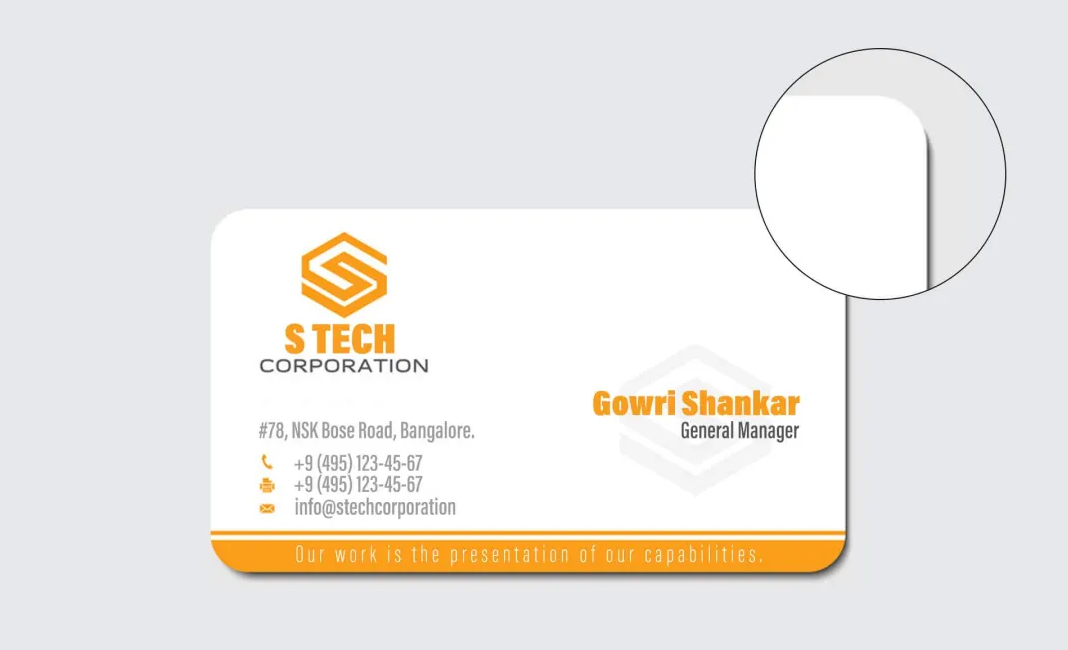 S TECH
CORPORATION
Gowri Shankar
General Manager
#78, NSK Bose Road, Bangalore.
+9 (495) 123-45-67
+9 (495) 123-45-67
info@stechcorporation
Our work is the presentation of our capabilities.